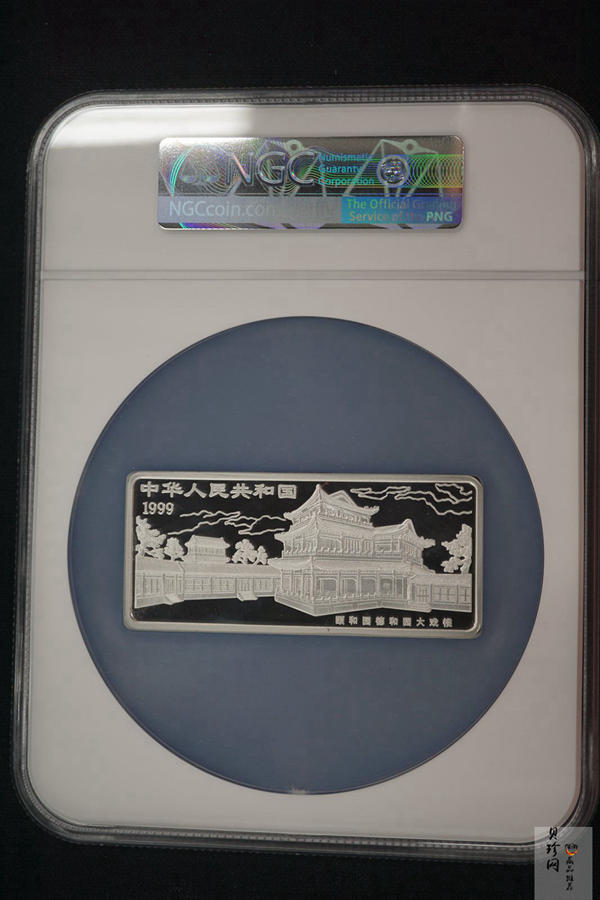 NGC
Numismatic
Guaranty
Corporation
NGCcoin.com
The Official Grading
Service of the PNG
中华人民共和国
1999
颐和园德和园大戏楼
贝珍网